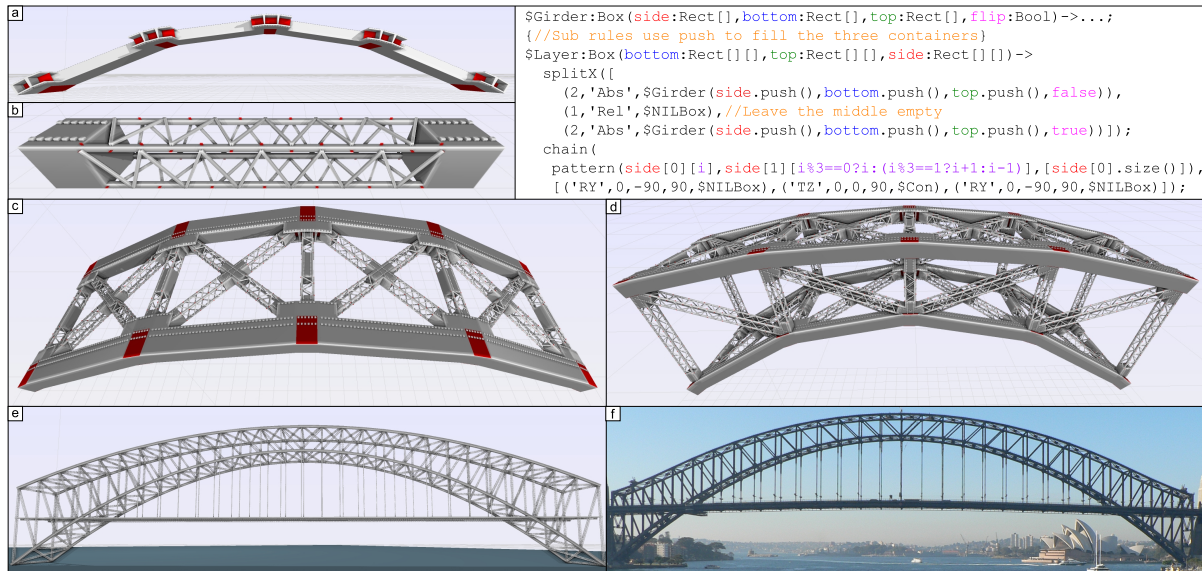 a
$Girder:Box(side:Rect[],bottom:Rect[],top:Rect[],flip:Bool)->...;
{//Sub rules use push to fill the three containers}
$Layer:Box(bottom:Rect[][],top:Rect[][],side:Rect[][])->
splitX([
(2,'Abs',$Girder(side.push(),bottom.push(),top.push(),false)),
(1,'Rel',$NILBox),//Leave the middle empty
(2,'Abs',$Girder(side.push(),bottom.push(),top.push(),true))]);
chain(
pattern(side[0][i],side[1][i%3==0?i:(i%3==1?i+1:i-1)],[side[0].size()]),
[('RY',0,-90,90,$NILBox),('TZ',0,0,90,$Con),('RY',0,-90,90,$NILBox)]);
b
c
d
e
f